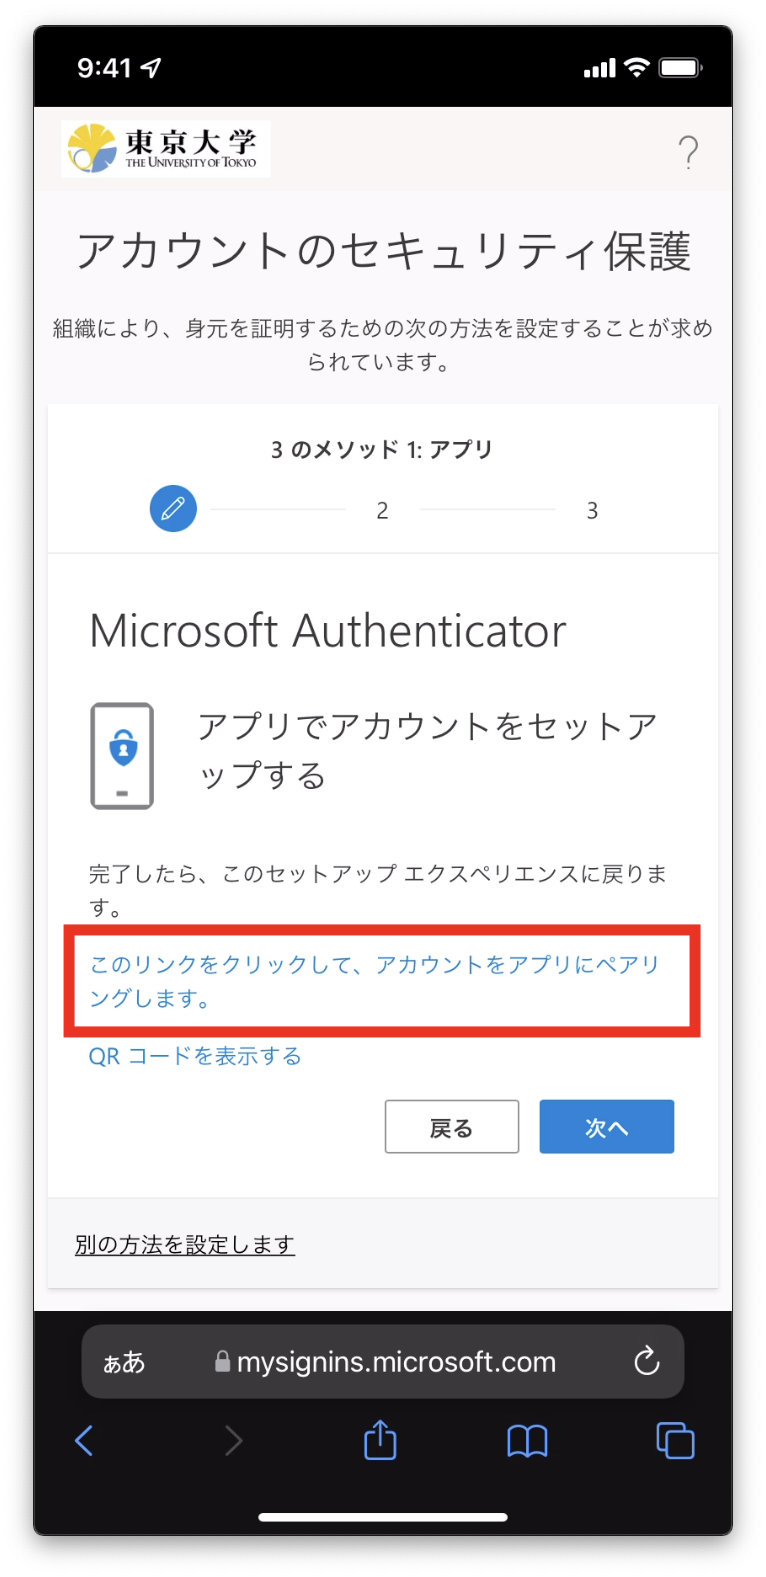 9:41
東京大学
THE UNIVERSITY OF TOKYO
?
アカウントのセキュリティ保護
組織により、身元を証明するための次の方法を設定することが求め
られています。
3 のメソッド 1: アプリ
2
3
Microsoft Authenticator
アプリでアカウントをセットア
ップする
完了したら、このセットアップ エクスペリエンスに戻りま
す。
このリンクをクリックして、アカウントをアプリにペアリ
ングします。
QR コードを表示する
戻る
次へ
別の方法を設定します
ぁあ
mysignins.microsoft.com